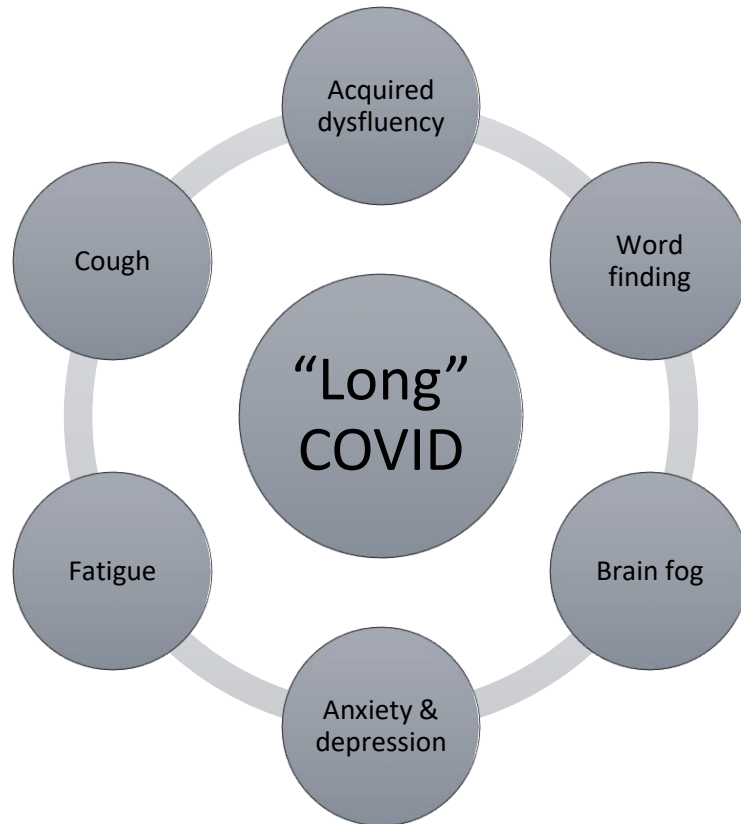 Acquired
dysfluency
Word
finding
Brain fog
Anxiety &
depression
Fatigue
Cough
“Long”
COVID